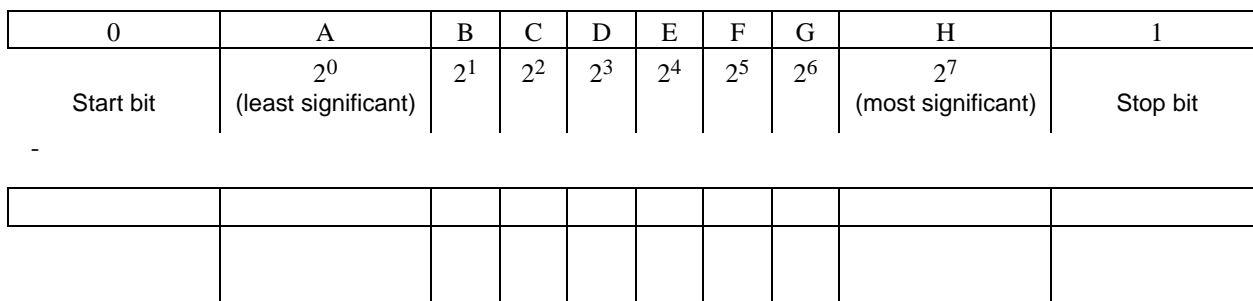 0 A B C D E F G H 1
2⁰ 2¹ 2² 2³ 2⁴ 2⁵ 2⁶ 2⁷
Start bit (least significant) (most significant) Stop bit
-